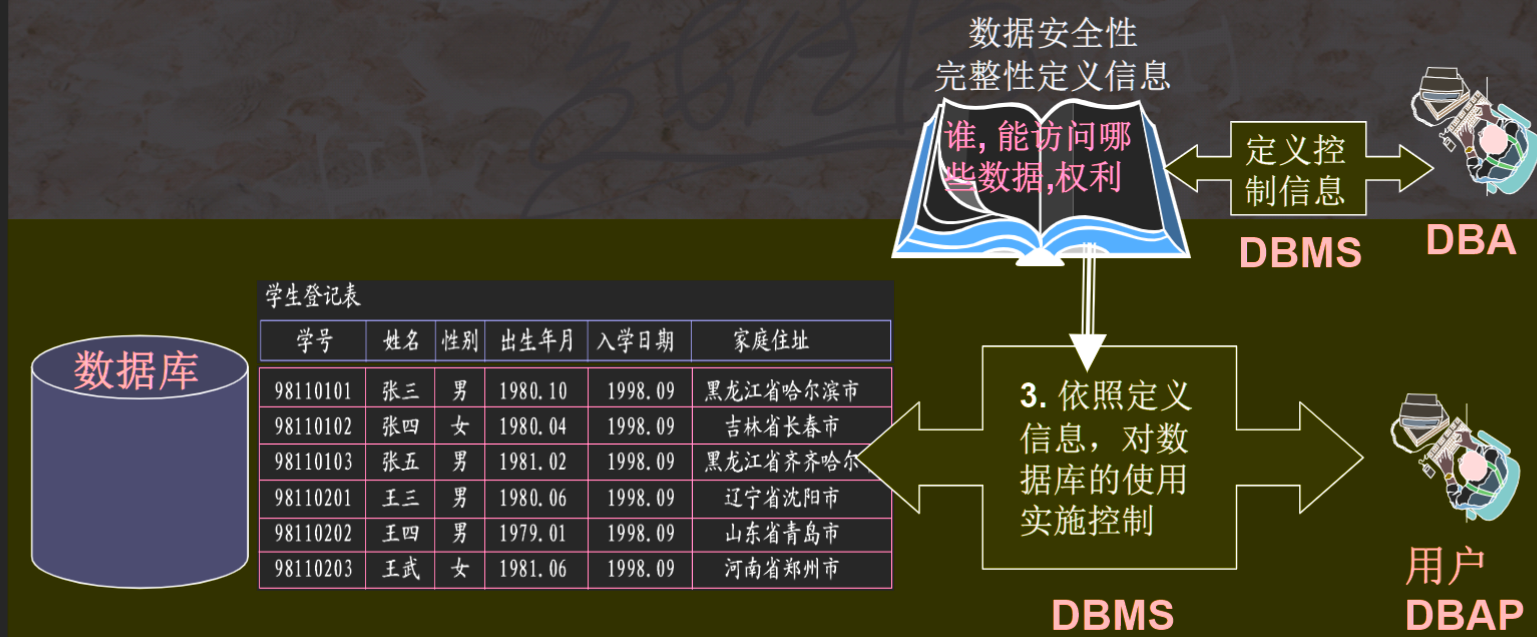 数据安全性
完整性定义信息
谁, 能访问哪
些数据,权利
定义控
制信息
DBMS
DBA
学生登记表
学号 姓名 性别 出生年月 入学日期 家庭住址
98110101 张三 男 1980.10 1998.09 黑龙江省哈尔滨市
98110102 张四 女 1980.04 1998.09 吉林省长春市
98110103 张五 男 1981.02 1998.09 黑龙江省齐齐哈尔
98110201 王三 男 1980.06 1998.09 辽宁省沈阳市
98110202 王四 男 1979.01 1998.09 山东省青岛市
98110203 王武 女 1981.06 1998.09 河南省郑州市
数据库
3. 依照定义
信息，对数
据库的使用
实施控制
DBMS
用户
DBAP